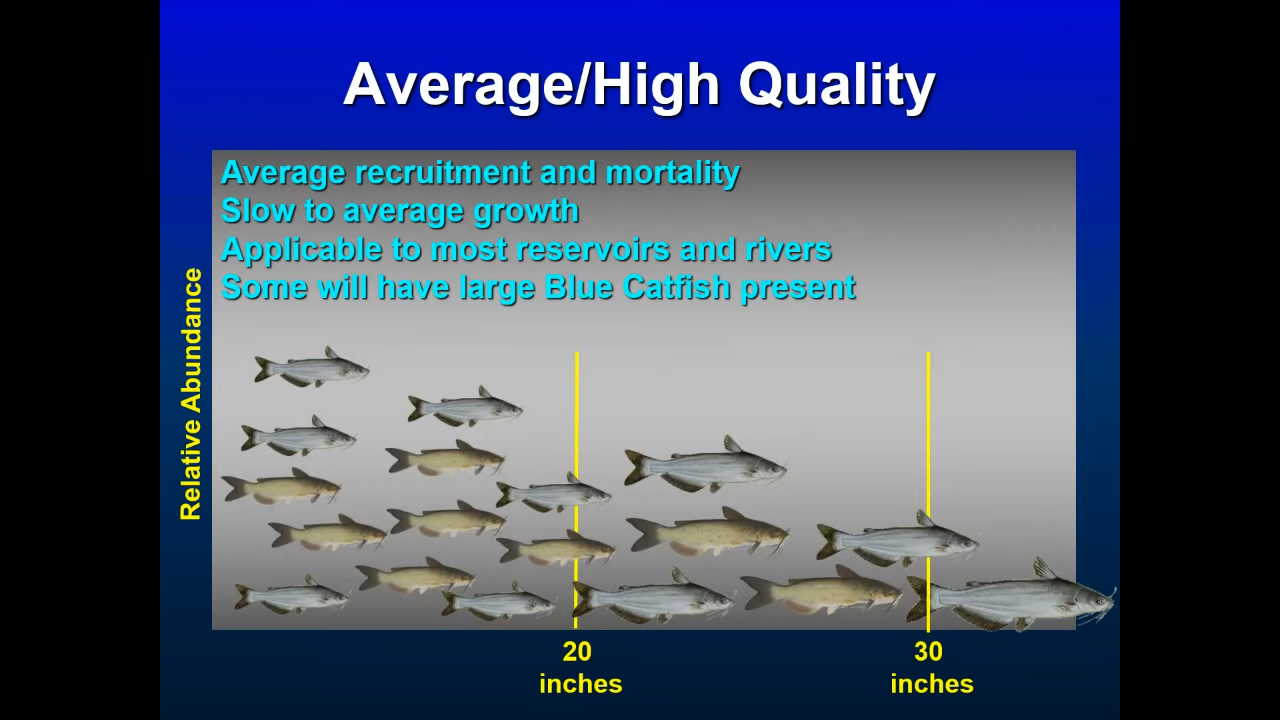 Average/High Quality
Average recruitment and mortality
Slow to average growth
Applicable to most reservoirs and rivers
Some will have large Blue Catfish present
Relative Abundance
20
inches
30
inches